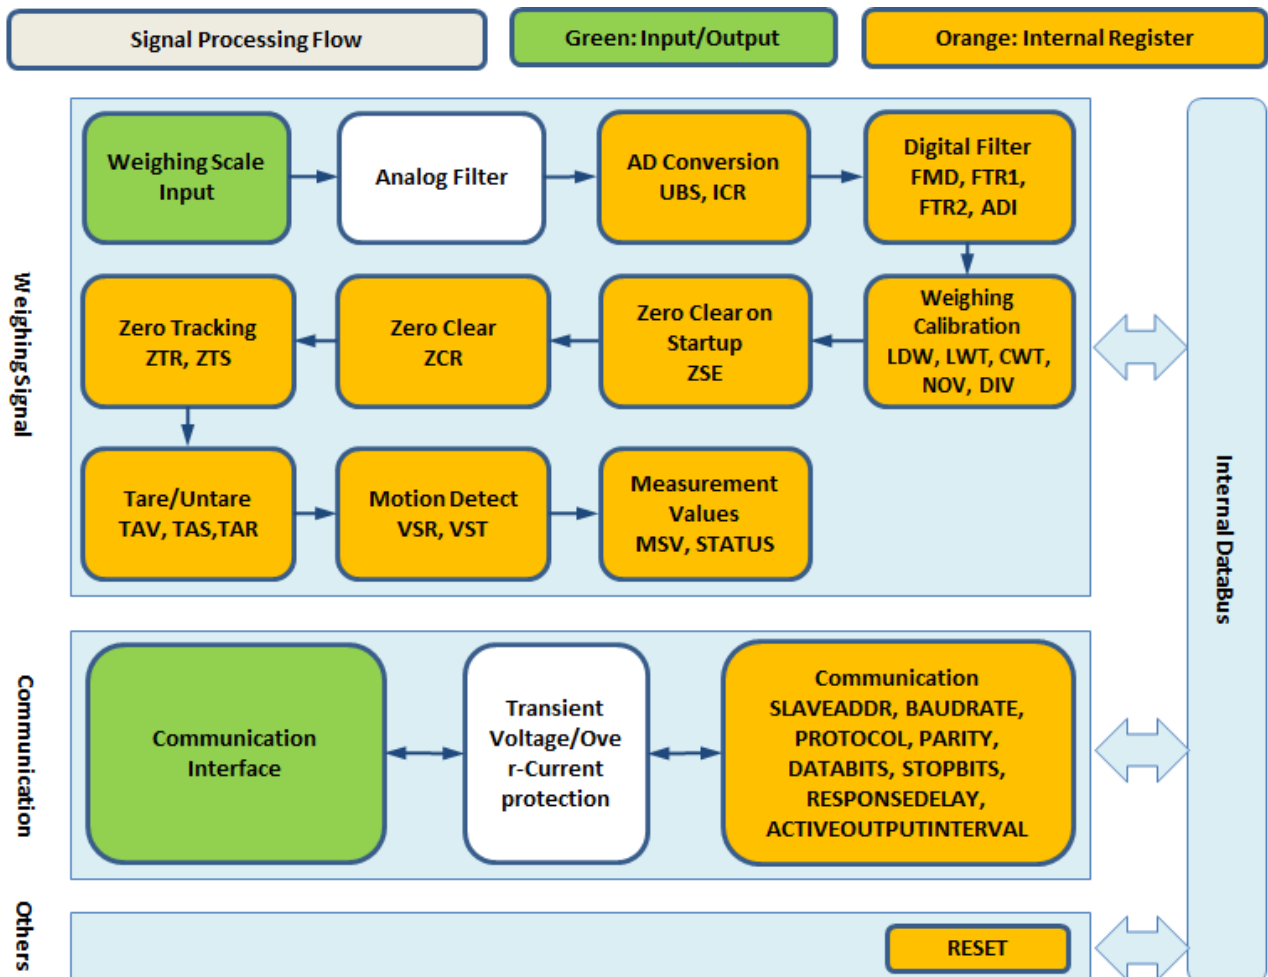 Signal Processing Flow
Green: Input/Output
Orange: Internal Register
Weighing Signal
Weighing Scale
Input
Analog Filter
AD Conversion
UBS, ICR
Digital Filter
FMD, FTR1,
FTR2, ADI
Zero Tracking
ZTR, ZTS
Zero Clear
ZCR
Zero Clear on
Startup
ZSE
Weighing
Calibration
LDW, LWT, CWT,
NOV, DIV
Tare/Untare
TAV, TAS,TAR
Motion Detect
VSR, VST
Measurement
Values
MSV, STATUS
Internal DataBus
Communication
Communication
Interface
Transient
Voltage/Ove
r-Current
protection
Communication
SLAVEADDR, BAUDRATE,
PROTOCOL, PARITY,
DATABITS, STOPBITS,
RESPONSEDELAY,
ACTIVEOUTPUTINTERVAL
Others
RESET